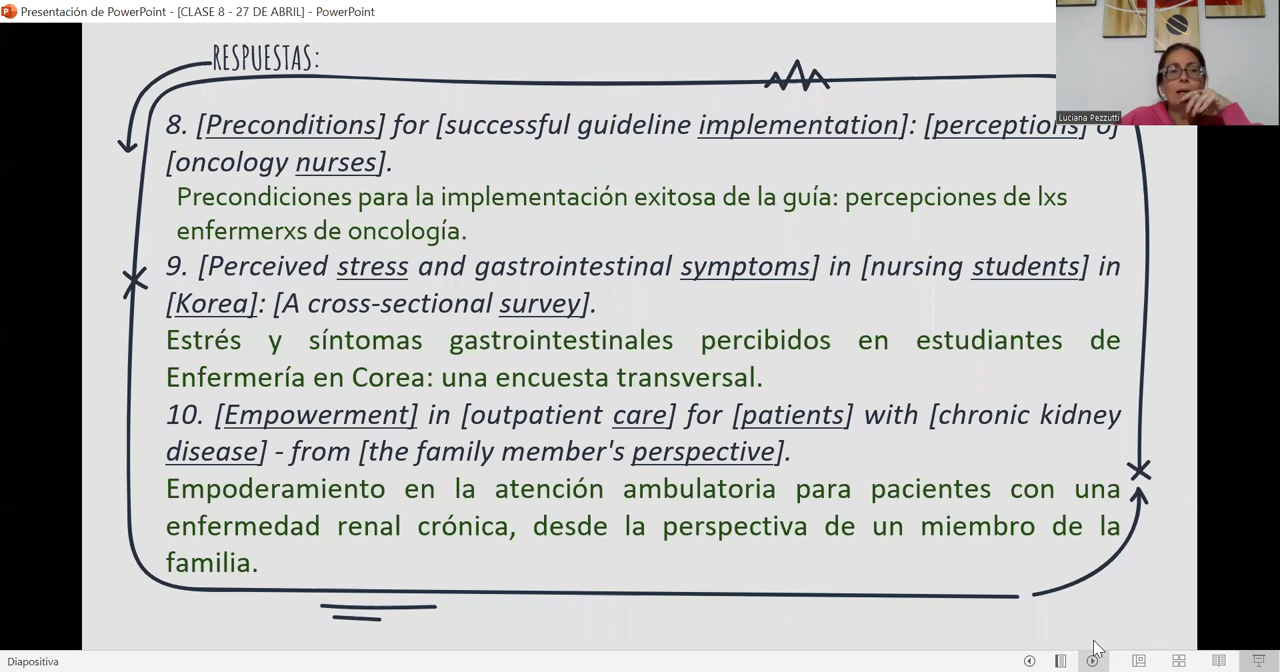 Presentación de PowerPoint - [CLASE 8 - 27 DE ABRIL] - PowerPoint
RESPUESTAS:
Luciana Pezzutti
8. [Preconditions] for [successful guideline implementation]: [perceptions] of
[oncology nurses].
Precondiciones para la implementación exitosa de la guía: percepciones de lxs
enfermerxs de oncología.
9. [Perceived stress and gastrointestinal symptoms] in [nursing students] in
[Korea]: [A cross-sectional survey].
Estrés y síntomas gastrointestinales percibidos en estudiantes de
Enfermería en Corea: una encuesta transversal.
10. [Empowerment] in [outpatient care] for [patients] with [chronic kidney
disease] - from [the family member's perspective].
Empoderamiento en la atención ambulatoria para pacientes con una
enfermedad renal crónica, desde la perspectiva de un miembro de la
familia.
Diapositiva